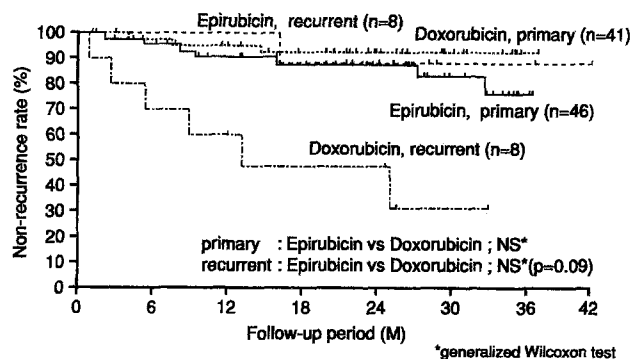 Epirubicin, recurrent (n=8)
Doxorubicin, primary (n=41)
Epirubicin, primary (n=46)
Doxorubicin, recurrent (n=8)
Non-recurrence rate (%)
100
90
80
70
60
50
40
30
20
10
0
primary : Epirubicin vs Doxorubicin ; NS*
recurrent : Epirubicin vs Doxorubicin ; NS*(p=0.09)
0 6 12 18 24 30 36 42
Follow-up period (M)
*generalized Wilcoxon test